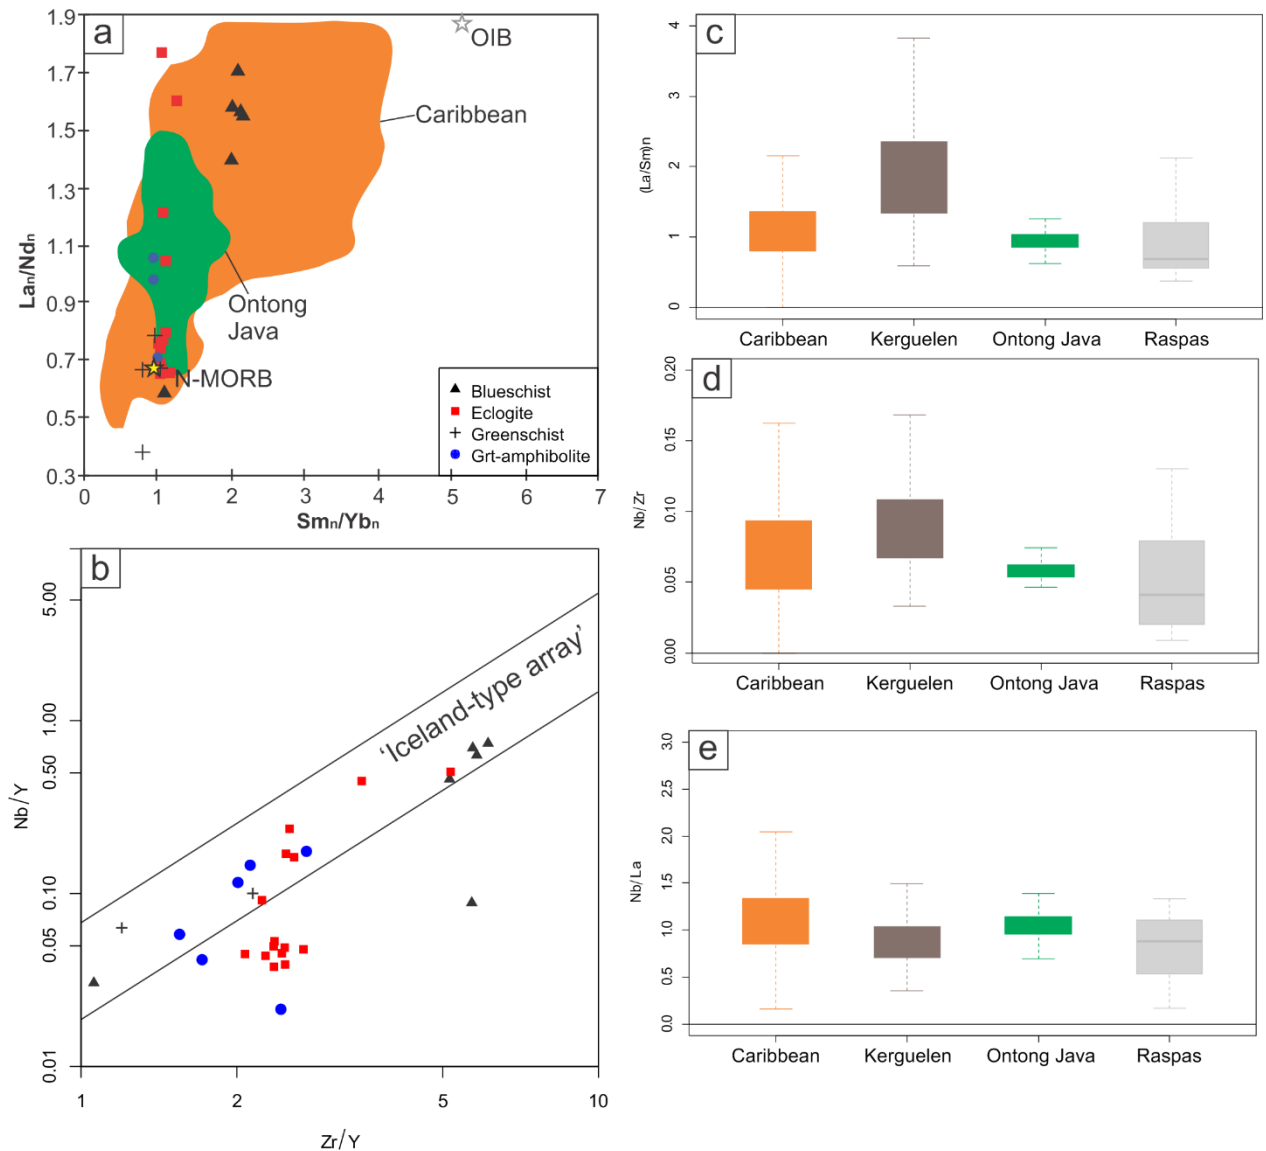 a
1.9
1.7
1.5
1.3
1.1
0.9
0.7
0.5
0.3
Laₙ/Ndₙ
OIB
Caribbean
Ontong
Java
N-MORB
Blueschist
Eclogite
Greenschist
Grt-amphibolite
0 1 2 3 4 5 6 7
Smₙ/Ybₙ
b
5.00
1.00
0.50
0.10
0.05
0.01
Nb/Y
'Iceland-type array'
1 2 5 10
Zr/Y
c
4
3
2
1
0
(La/Sm)n
Caribbean Kerguelen Ontong Java Raspas
d
0.20
0.15
0.10
0.05
0.00
Nb/Zr
Caribbean Kerguelen Ontong Java Raspas
e
3.0
2.5
2.0
1.5
1.0
0.5
0.0
Nb/La
Caribbean Kerguelen Ontong Java Raspas